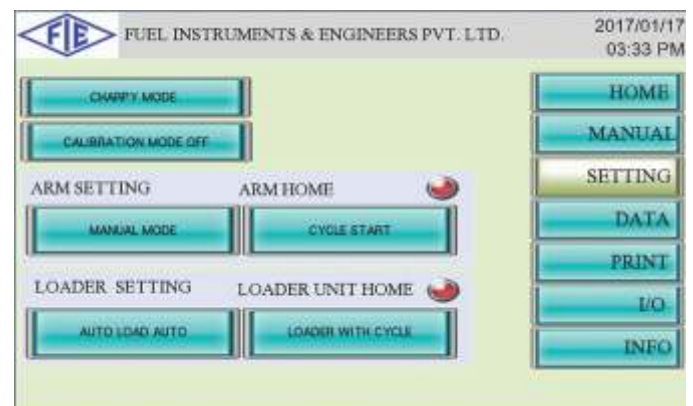 FIE
FUEL INSTRUMENTS & ENGINEERS PVT. LTD.
2017/01/17
03:33 PM
CHARPY MODE
CALIBRATION MODE OFF
ARM SETTING
ARM HOME
MANUAL MODE
CYCLE START
LOADER SETTING
LOADER UNIT HOME
AUTO LOAD AUTO
LOADER WITH CYCLE
HOME
MANUAL
SETTING
DATA
PRINT
I/O
INFO